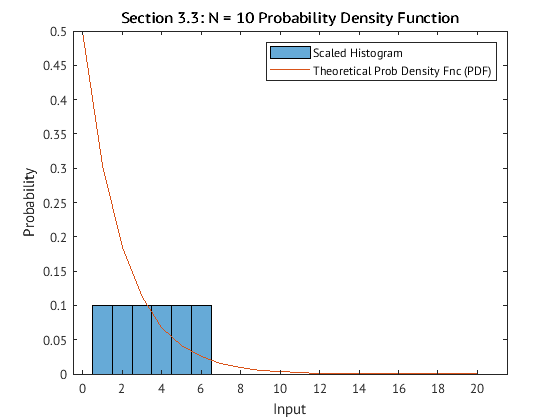 Section 3.3: N = 10 Probability Density Function
Scaled Histogram
Theoretical Prob Density Fnc (PDF)
0.5
0.45
0.4
0.35
0.3
0.25
0.2
0.15
0.1
0.05
0
Probability
0 2 4 6 8 10 12 14 16 18 20
Input